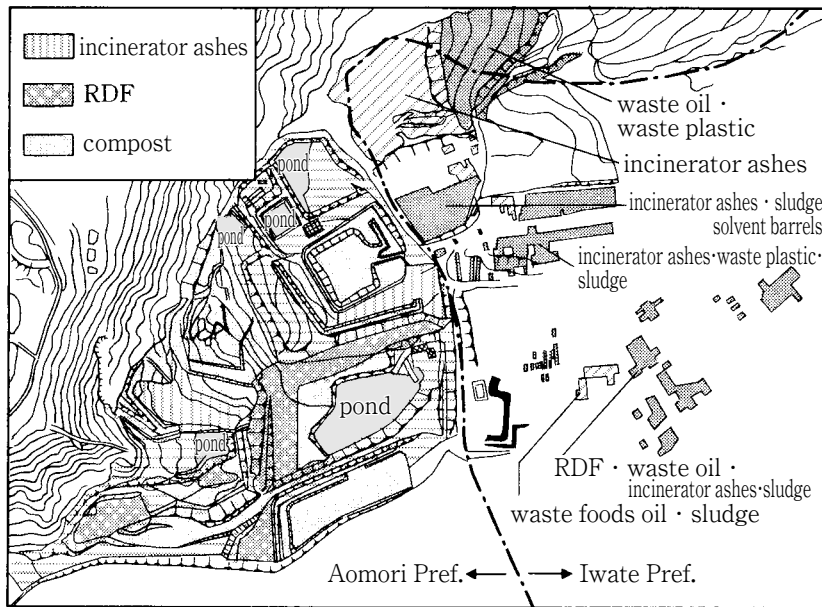 incinerator ashes
RDF
compost
waste oil・
waste plastic
incinerator ashes
incinerator ashes・sludge
solvent barrels
incinerator ashes・waste plastic・
sludge
pond
pond
pond
pond
pond
RDF・waste oil・
incinerator ashes・sludge
waste foods oil・sludge
Aomori Pref.
Iwate Pref.